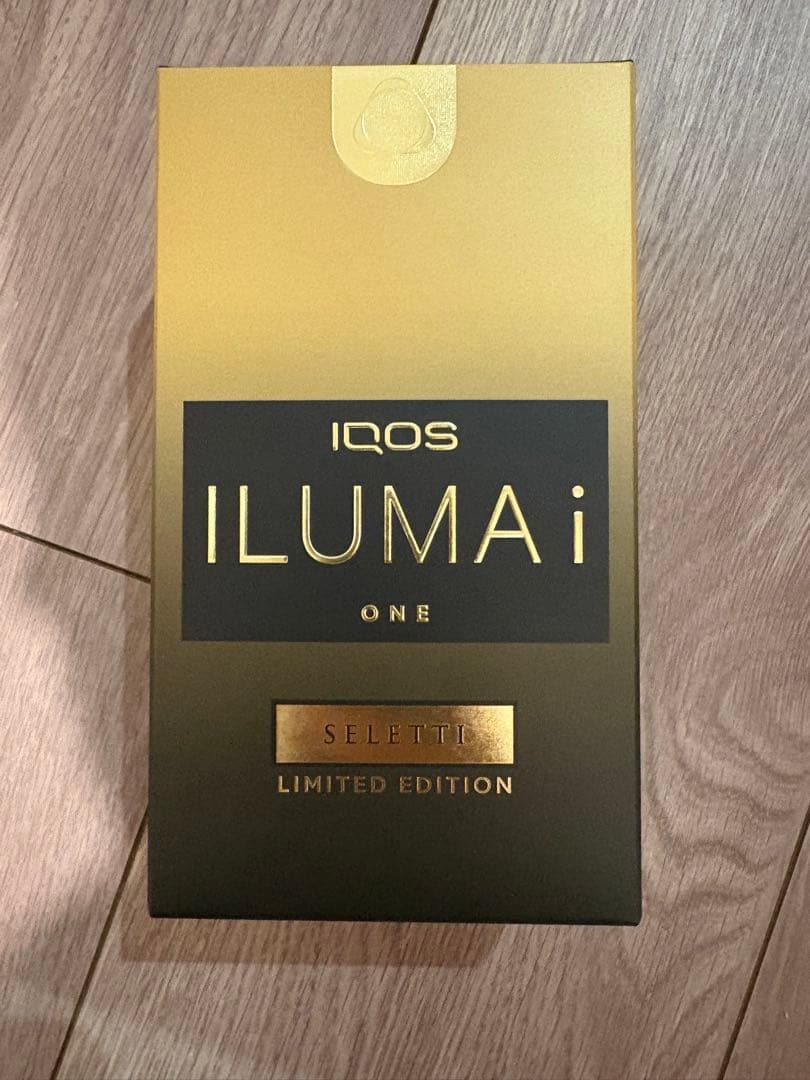 IQOS
ILUMA i
ONE
SELETTI
LIMITED EDITION